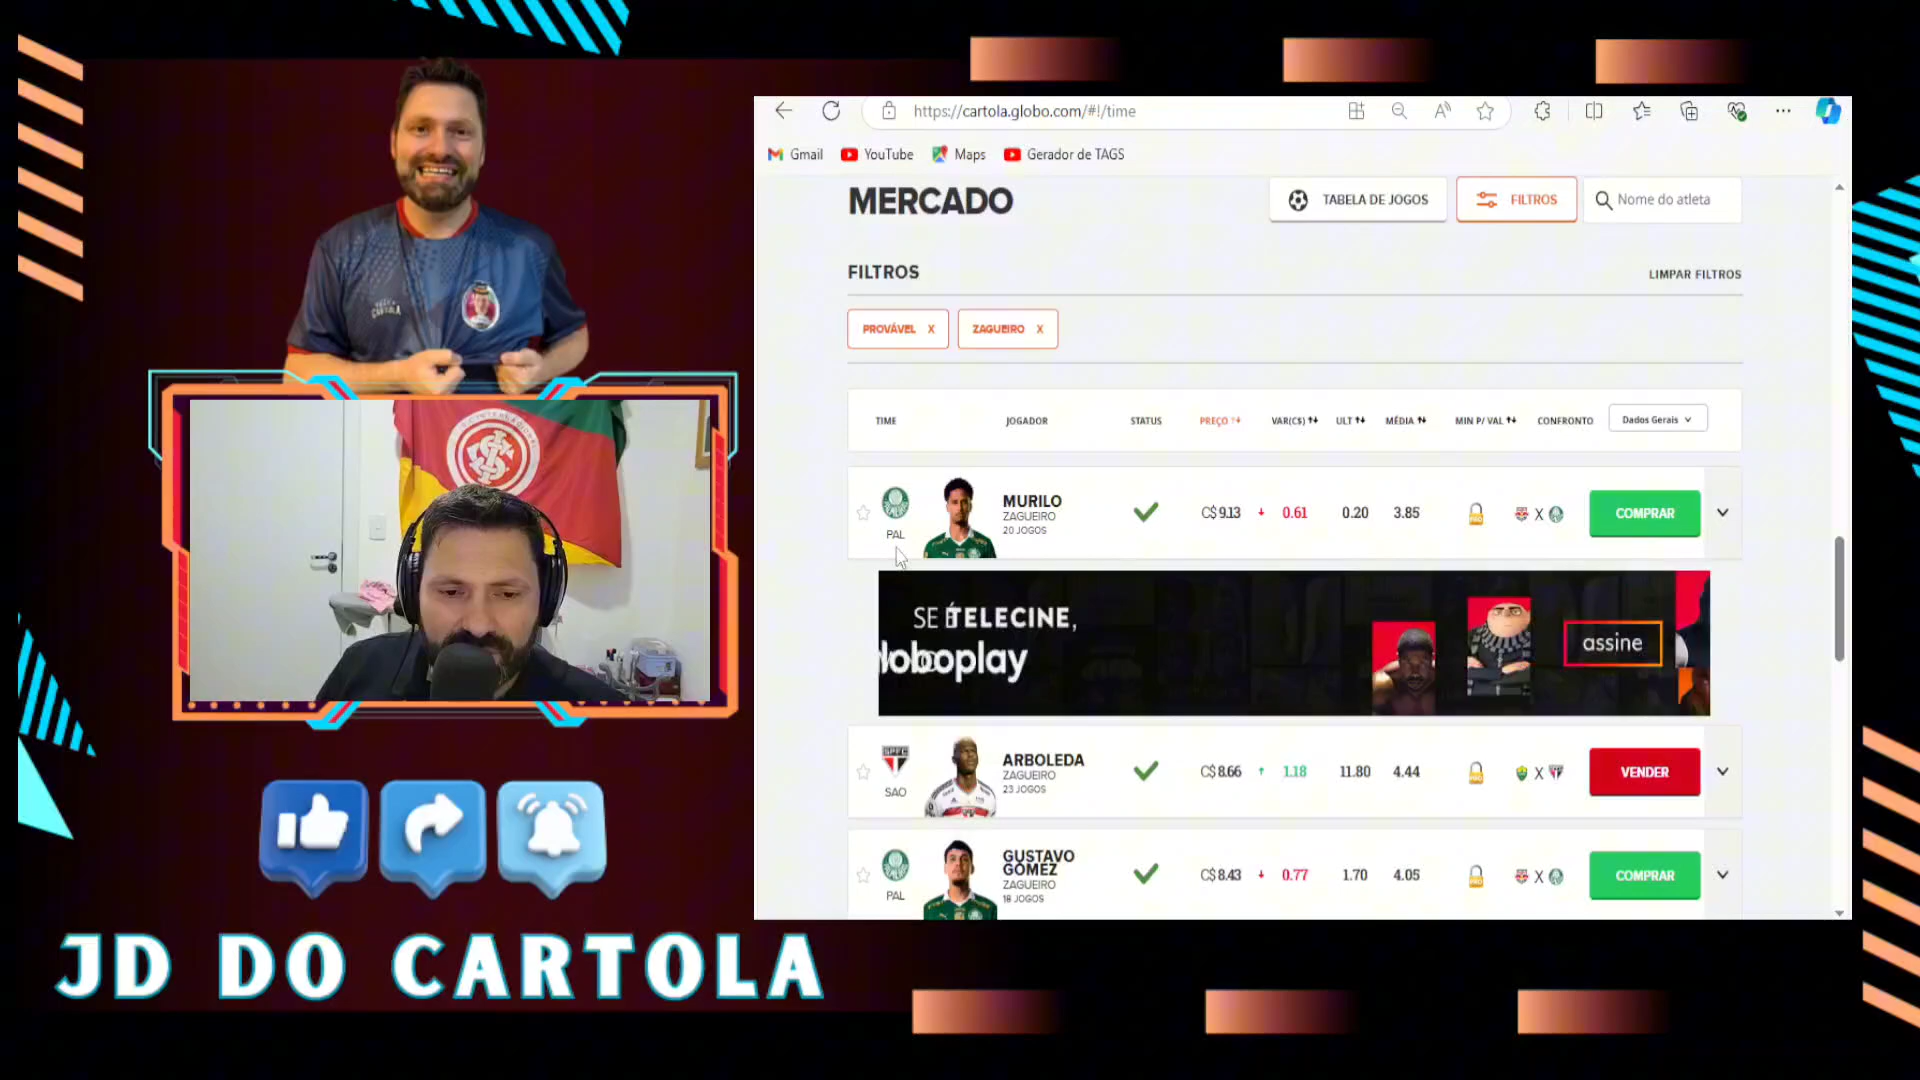 https://cartola.globo.com/#!/time
Gmail
YouTube
Maps
Gerador de TAGS
MERCADO
TABELA DE JOGOS
FILTROS
Nome do atleta
FILTROS
LIMPAR FILTROS
PROVÁVEL X
ZAGUEIRO X
TIME JOGADOR STATUS PREÇO VAR(C$) ULT MÉDIA MIN P/ VAL CONFRONTO Dados Gerais
PAL
MURILO
ZAGUEIRO
20 JOGOS
C$ 9.13 0.61 0.20 3.85 X COMPRAR
SE É TELECINE,
loboplay
assine
SAO
ARBOLEDA
ZAGUEIRO
23 JOGOS
C$ 8.66 1.18 11.80 4.44 X VENDER
PAL
GUSTAVO
GÓMEZ
ZAGUEIRO
18 JOGOS
C$ 8.43 0.77 1.70 4.05 X COMPRAR
JD DO CARTOLA